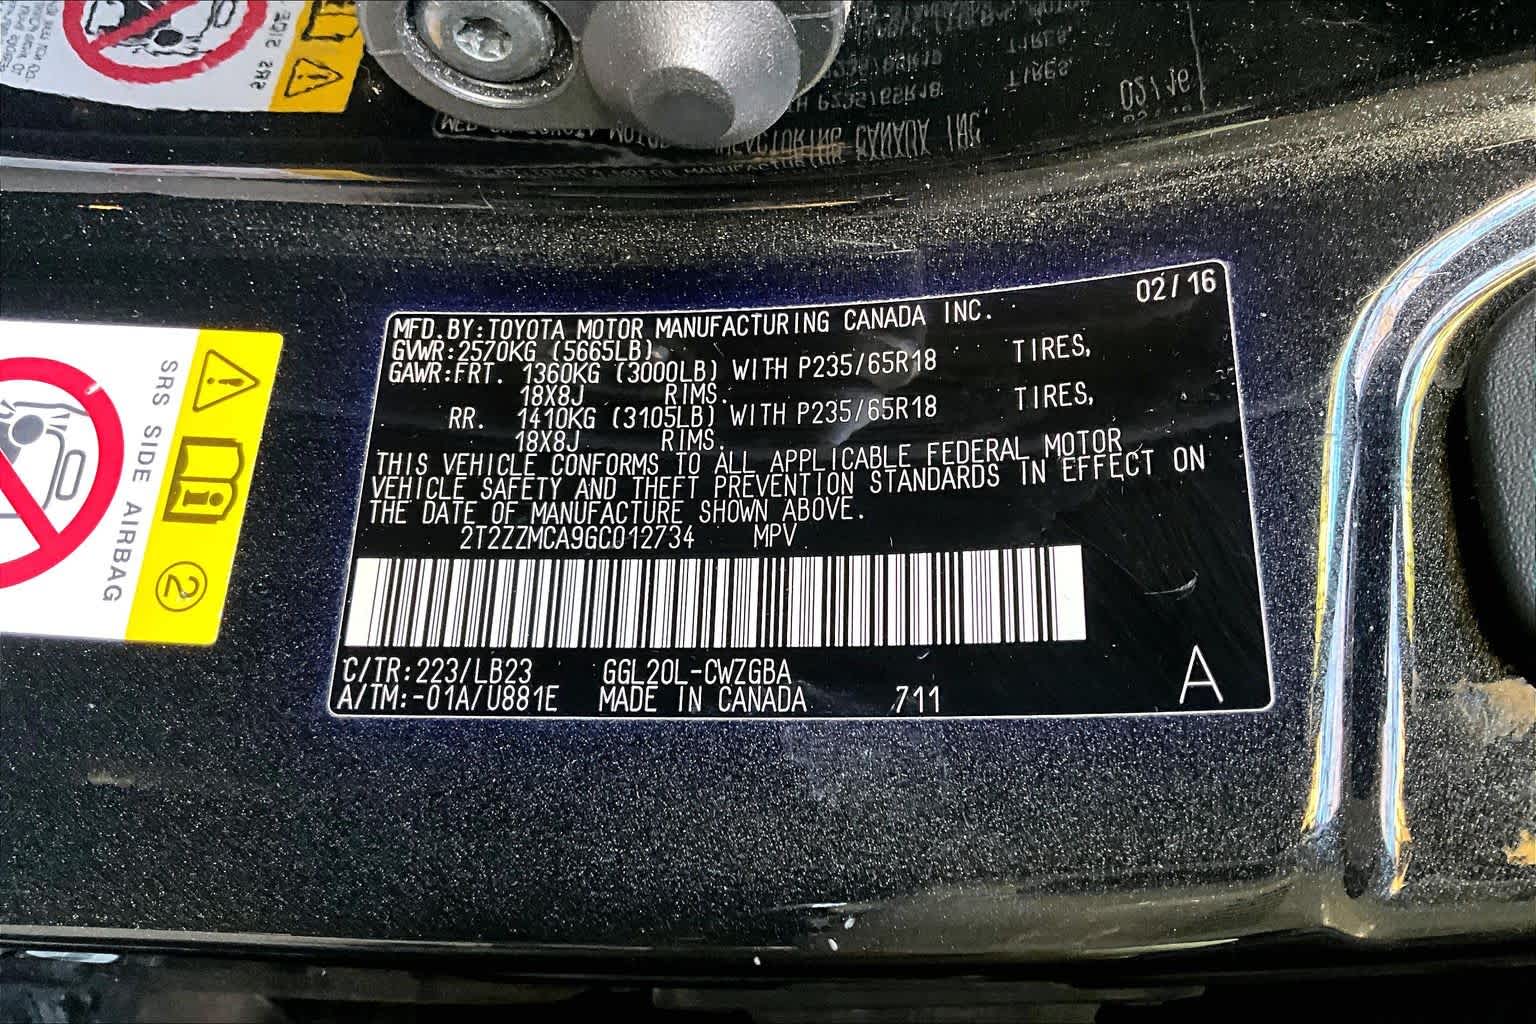 SRS SIDE
MFD.BY:TOYOTA MOTOR MANUFACTURING CANADA INC. 02/16
GVWR:2570KG (5665LB)
GAWR:FRT. 1360KG (3000LB) WITH P235/65R18 TIRES,
18X8J RIMS.
RR. 1410KG (3105LB) WITH P235/65R18 TIRES,
18X8J RIMS.
THIS VEHICLE CONFORMS TO ALL APPLICABLE FEDERAL MOTOR
VEHICLE SAFETY AND THEFT PREVENTION STANDARDS IN EFFECT ON
THE DATE OF MANUFACTURE SHOWN ABOVE.
2T2ZZMCA9GC012734 MPV
C/TR:223/LB23 GGL20L-CWZGBA
A/TM:-01A/U881E MADE IN CANADA 711
A
SRS SIDE AIRBAG
2